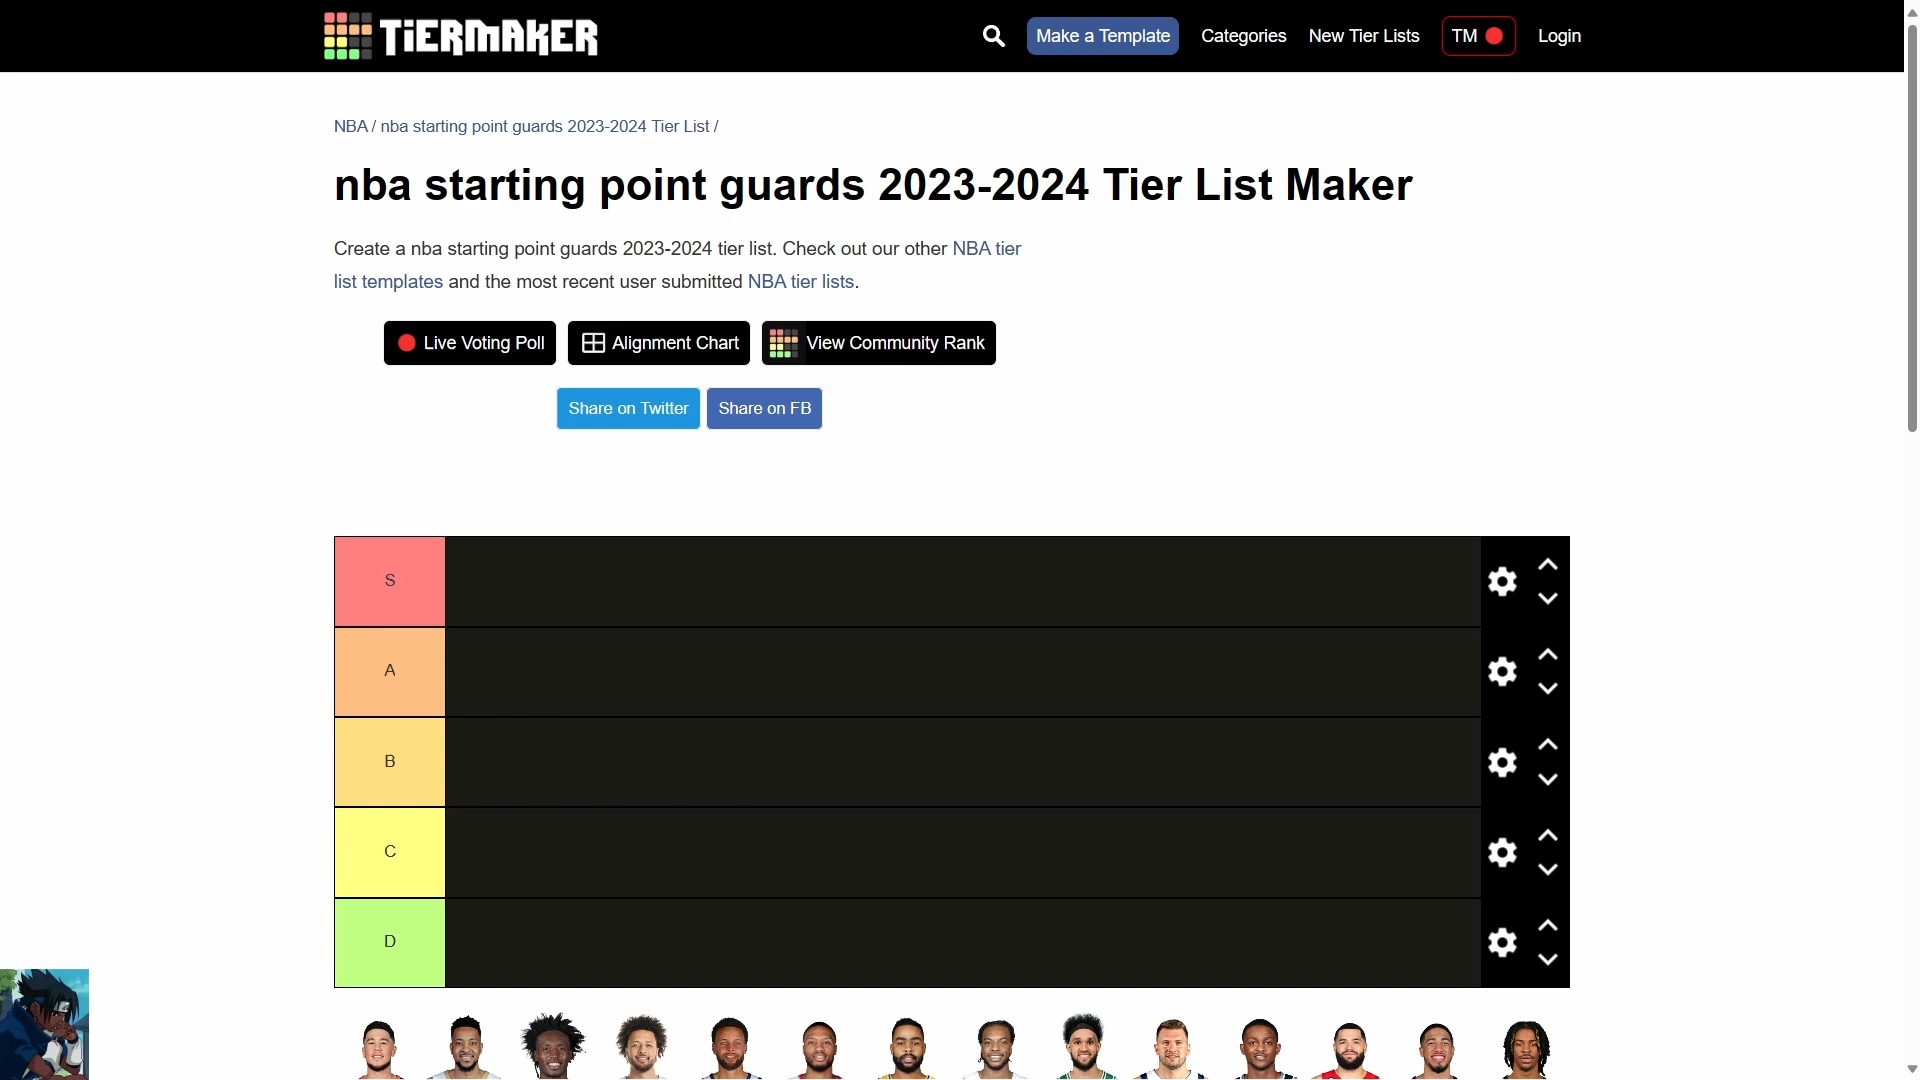 TiERMAKER
Make a Template
Categories
New Tier Lists
TM
Login
NBA / nba starting point guards 2023-2024 Tier List /
nba starting point guards 2023-2024 Tier List Maker
Create a nba starting point guards 2023-2024 tier list. Check out our other NBA tier
list templates and the most recent user submitted NBA tier lists.
Live Voting Poll
Alignment Chart
View Community Rank
Share on Twitter
Share on FB
S
A
B
C
D